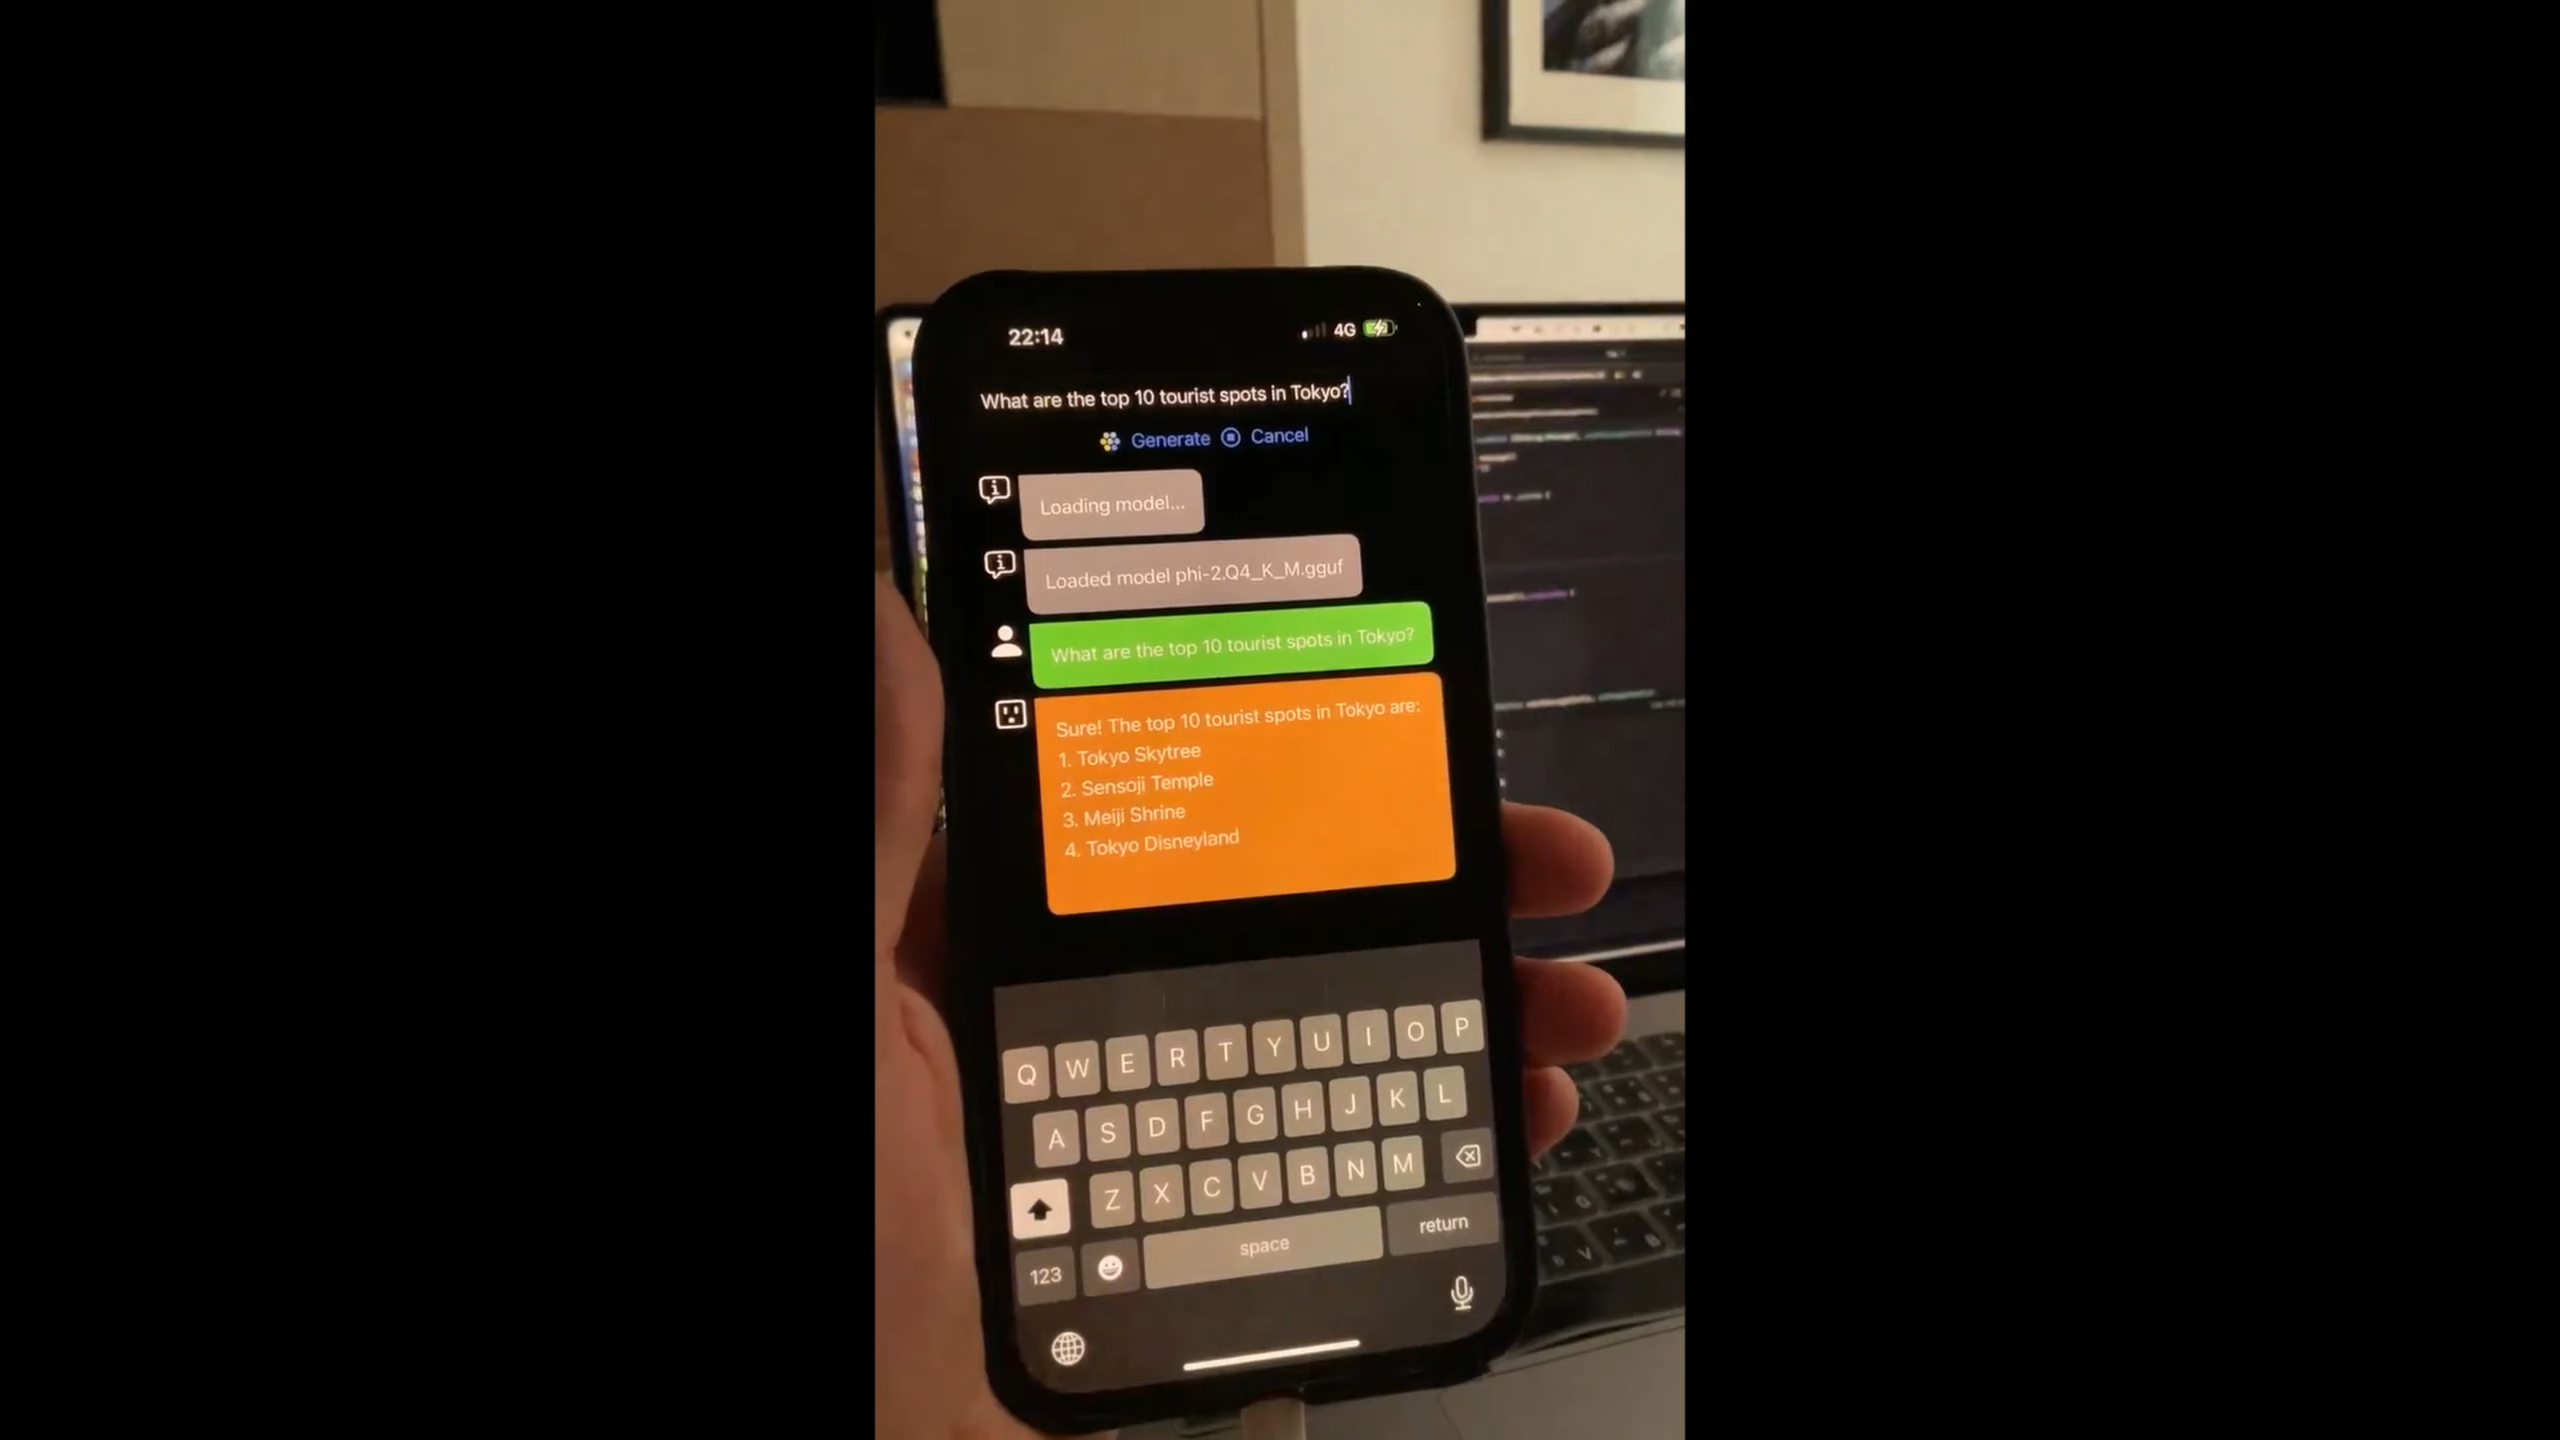 22:14
4G
What are the top 10 tourist spots in Tokyo?
Generate Cancel
Loading model...
Loaded model phi-2.Q4_K_M.gguf
What are the top 10 tourist spots in Tokyo?
Sure! The top 10 tourist spots in Tokyo are:
1. Tokyo Skytree
2. Sensoji Temple
3. Meiji Shrine
4. Tokyo Disneyland
Q W E R T Y U I O P
A S D F G H J K L
Z X C V B N M
123 space return